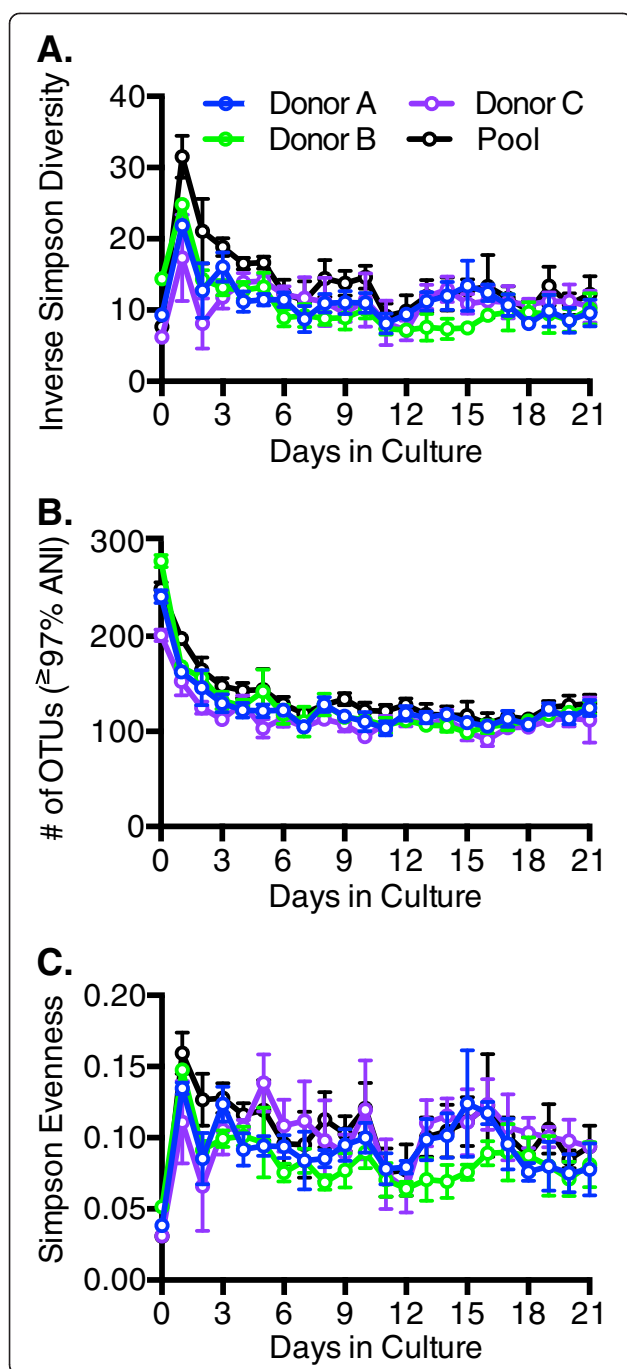 A.
Donor A
Donor C
Donor B
Pool
40
30
20
10
0
Inverse Simpson Diversity
0 3 6 9 12 15 18 21
Days in Culture
B.
300
200
100
0
# of OTUs (≥97% ANI)
0 3 6 9 12 15 18 21
Days in Culture
C.
0.20
0.15
0.10
0.05
0.00
Simpson Evenness
0 3 6 9 12 15 18 21
Days in Culture